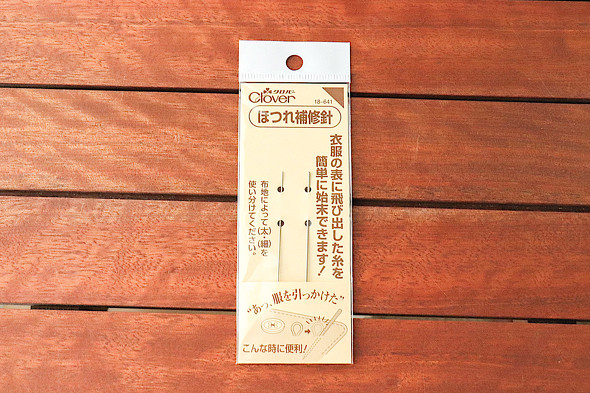 クロバー
Clover
18-641
ほつれ補修針
衣服の表に飛び出した糸を
簡単に始末できます！
布地によって(太)・(細)を
使い分けてください。
“あっ、服を引っかけた”
こんな時に便利！